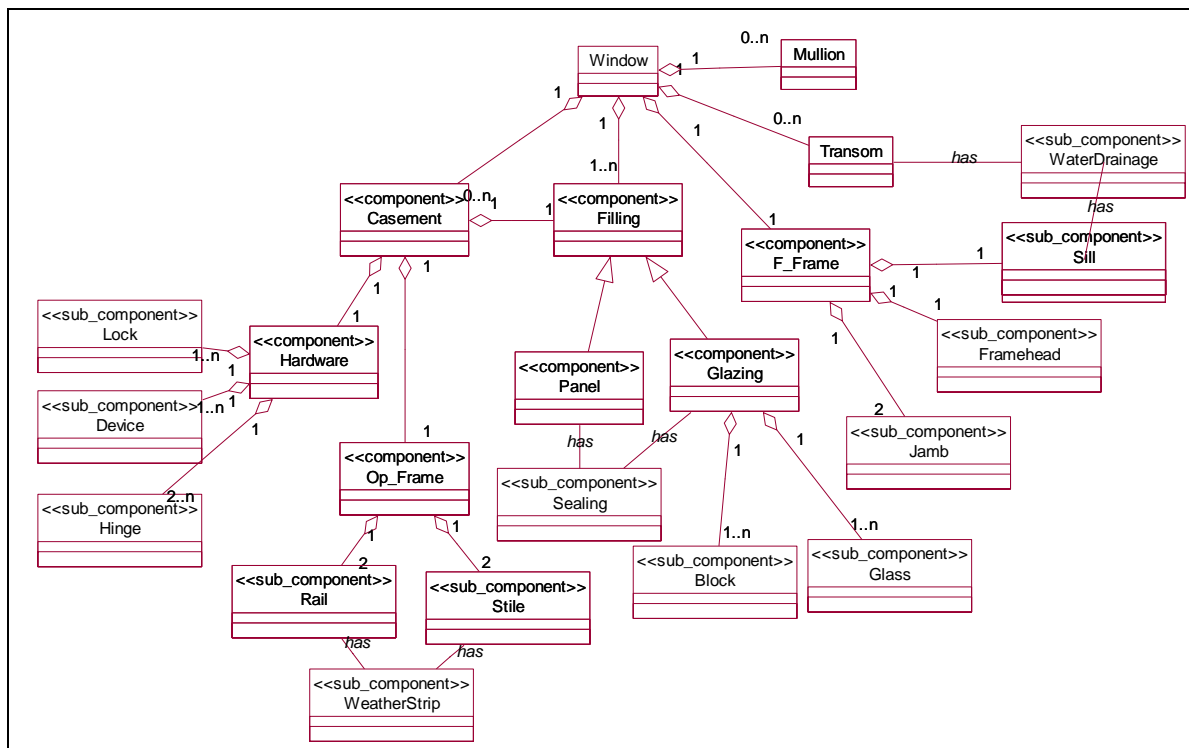 0..n
1
Mullion
Window
1
1
1
1
0..n
1
Transom
has
<<sub_component>>
WaterDrainage
has
1..n
<<component>>
Casement
0..n
1
1
<<component>>
Filling
1
<<component>>
F_Frame
1
1
<<sub_component>>
Sill
1
1
1
<<sub_component>>
Framehead
1
2
<<sub_component>>
Jamb
1
1
1
<<component>>
Hardware
<<sub_component>>
Lock
1..n
1
<<sub_component>>
Device
1..n
1
1
2..n
<<sub_component>>
Hinge
<<component>>
Panel
<<component>>
Glazing
has
has
<<sub_component>>
Sealing
1
1
1..n
<<sub_component>>
Block
1..n
<<sub_component>>
Glass
1
<<component>>
Op_Frame
1
1
2
<<sub_component>>
Rail
2
<<sub_component>>
Stile
has
has
<<sub_component>>
WeatherStrip